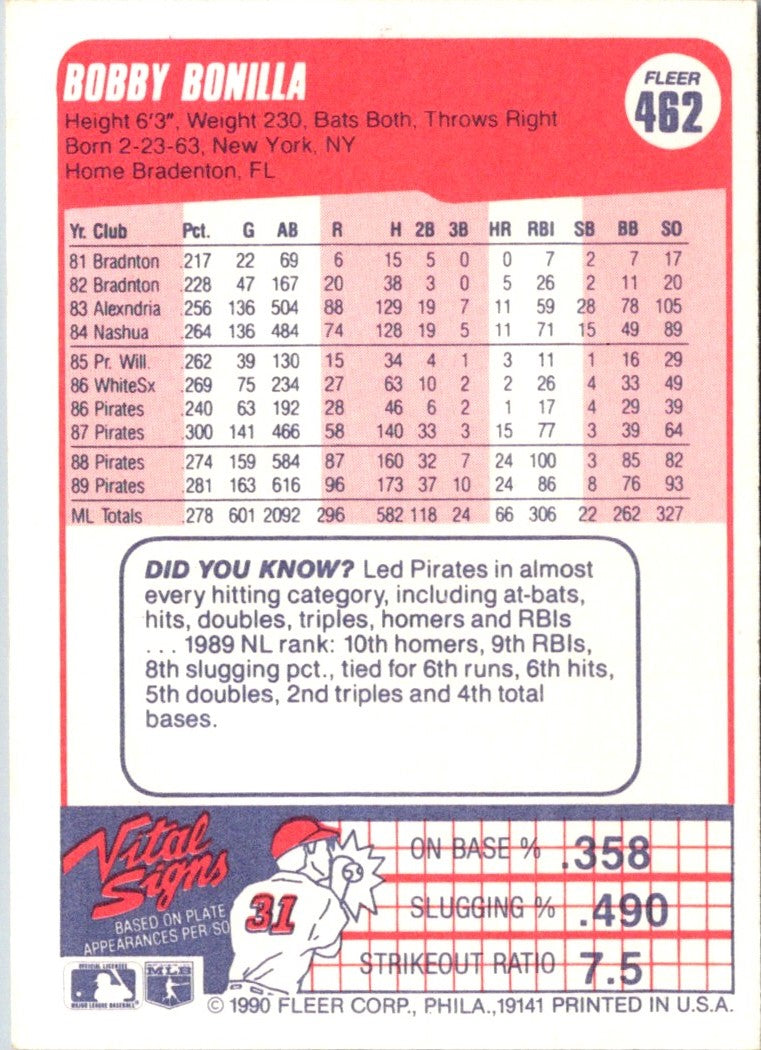 BOBBY BONILLA
FLEER
462
Height 6'3", Weight 230, Bats Both, Throws Right
Born 2-23-63, New York, NY
Home Bradenton, FL
Yr. Club Pct. G AB R H 2B 3B HR RBI SB BB SO
81 Bradnton .217 22 69 6 15 5 0 0 7 2 7 17
82 Bradnton .228 47 167 20 38 3 0 5 26 2 11 20
83 Alexndria .256 136 504 88 129 19 7 11 59 28 78 105
84 Nashua .264 136 484 74 128 19 5 11 71 15 49 89
85 Pr. Will. .262 39 130 15 34 4 1 3 11 1 16 29
86 WhiteSx .269 75 234 27 63 10 2 2 26 4 33 49
86 Pirates .240 63 192 28 46 6 2 1 17 4 29 39
87 Pirates .300 141 466 58 140 33 3 15 77 3 39 64
88 Pirates .274 159 584 87 160 32 7 24 100 3 85 82
89 Pirates .281 163 616 96 173 37 10 24 86 8 76 93
ML Totals .278 601 2092 296 582 118 24 66 306 22 262 327
DID YOU KNOW? Led Pirates in almost
every hitting category, including at-bats,
hits, doubles, triples, homers and RBIs
... 1989 NL rank: 10th homers, 9th RBIs,
8th slugging pct., tied for 6th runs, 6th hits,
5th doubles, 2nd triples and 4th total
bases.
Vital
Signs
BASED ON PLATE
APPEARANCES PER/SO
31
ON BASE % .358
SLUGGING % .490
STRIKEOUT RATIO 7.5
OFFICIAL LICENSEE
MAJOR LEAGUE BASEBALL
MLB
© 1990 FLEER CORP., PHILA.,19141 PRINTED IN U.S.A.